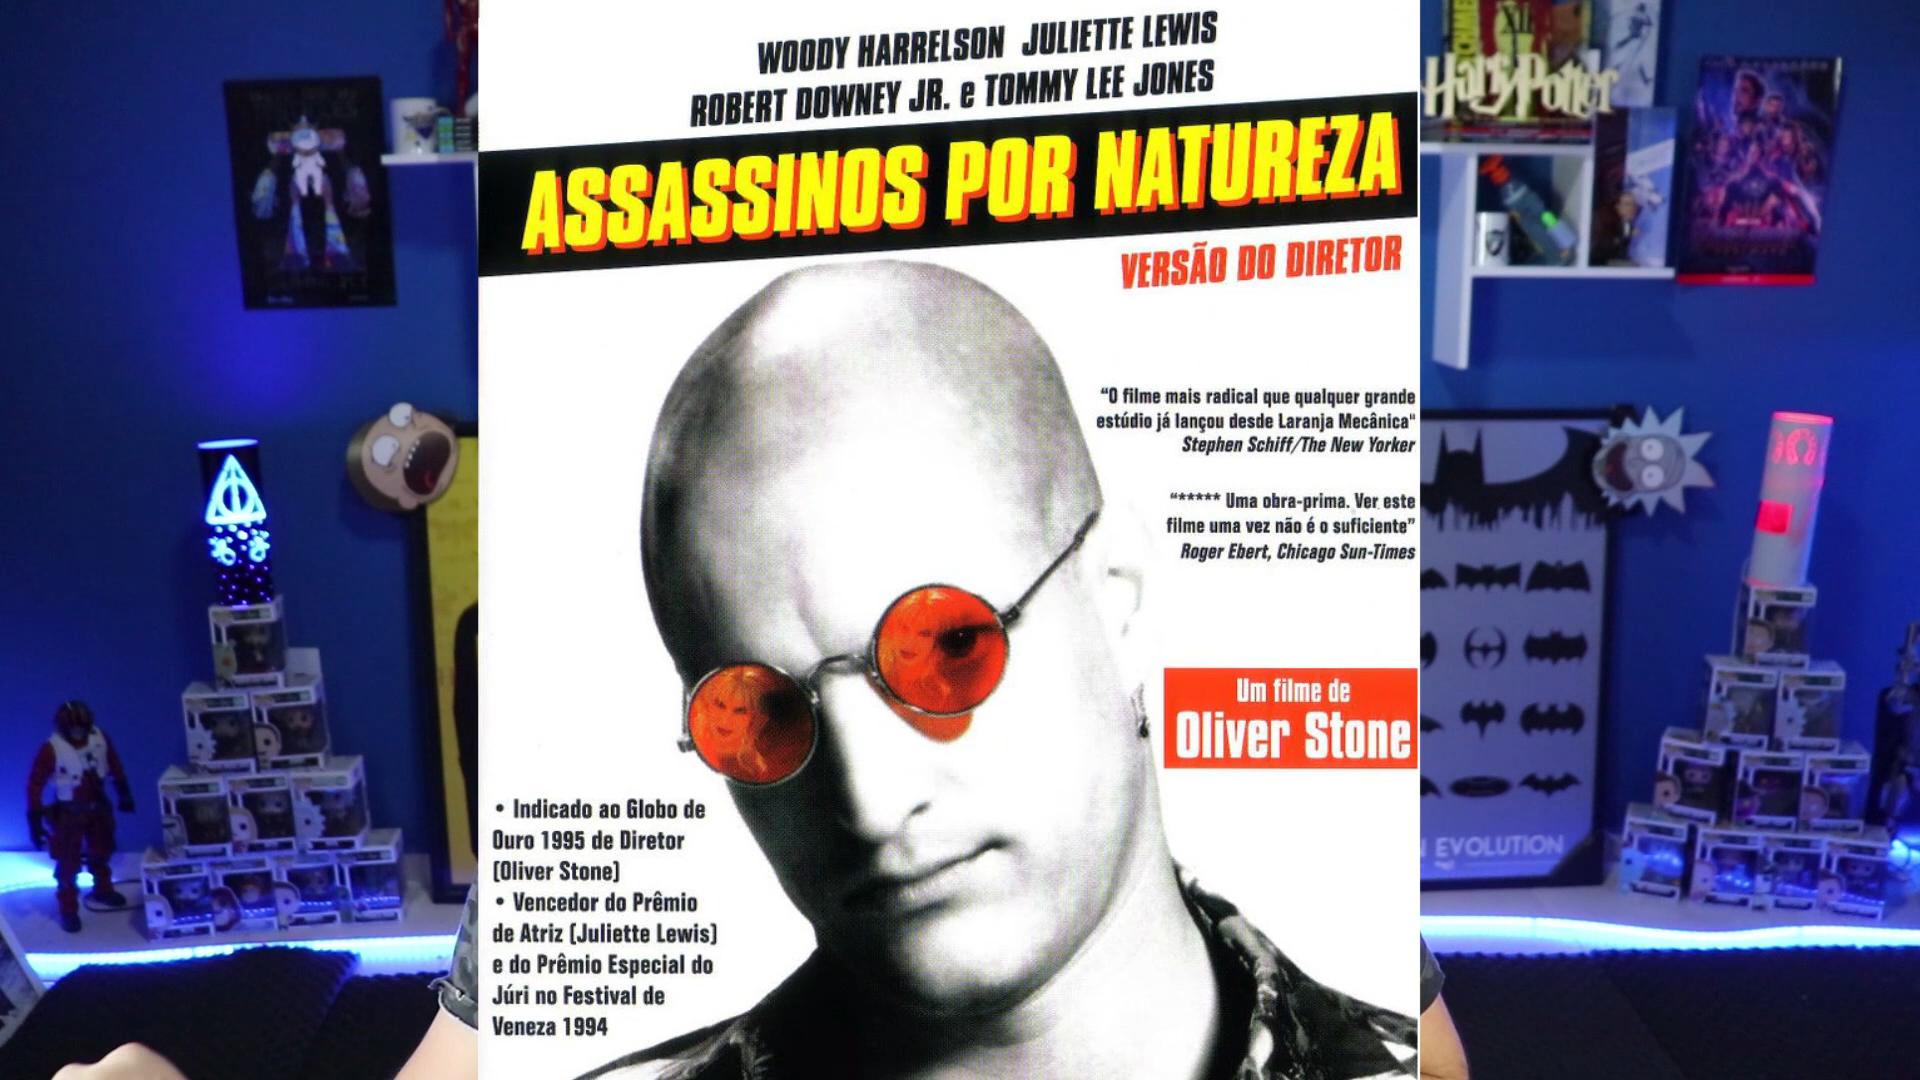 WOODY HARRELSON JULIETTE LEWIS
ROBERT DOWNEY JR. e TOMMY LEE JONES
ASSASSINOS POR NATUREZA
VERSÃO DO DIRETOR
“O filme mais radical que qualquer grande
estúdio já lançou desde Laranja Mecânica"
Stephen Schiff/The New Yorker
“***** Uma obra-prima. Ver este
filme uma vez não é o suficiente”
Roger Ebert, Chicago Sun-Times
Um filme de
Oliver Stone
• Indicado ao Globo de
Ouro 1995 de Diretor
(Oliver Stone)
• Vencedor do Prêmio
de Atriz (Juliette Lewis)
e do Prêmio Especial do
Júri no Festival de
Veneza 1994
Harry Potter
EVOLUTION